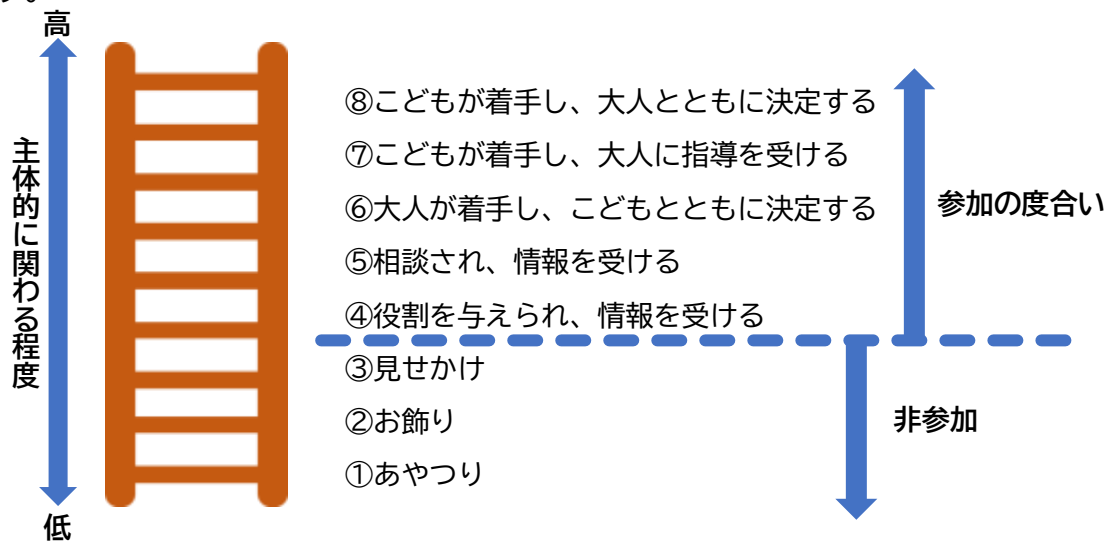 す。
高
主体的に関わる程度
⑧こどもが着手し、大人とともに決定する
⑦こどもが着手し、大人に指導を受ける
⑥大人が着手し、こどもとともに決定する
参加の度合い
⑤相談され、情報を受ける
④役割を与えられ、情報を受ける
③見せかけ
②お飾り
非参加
①あやつり
低